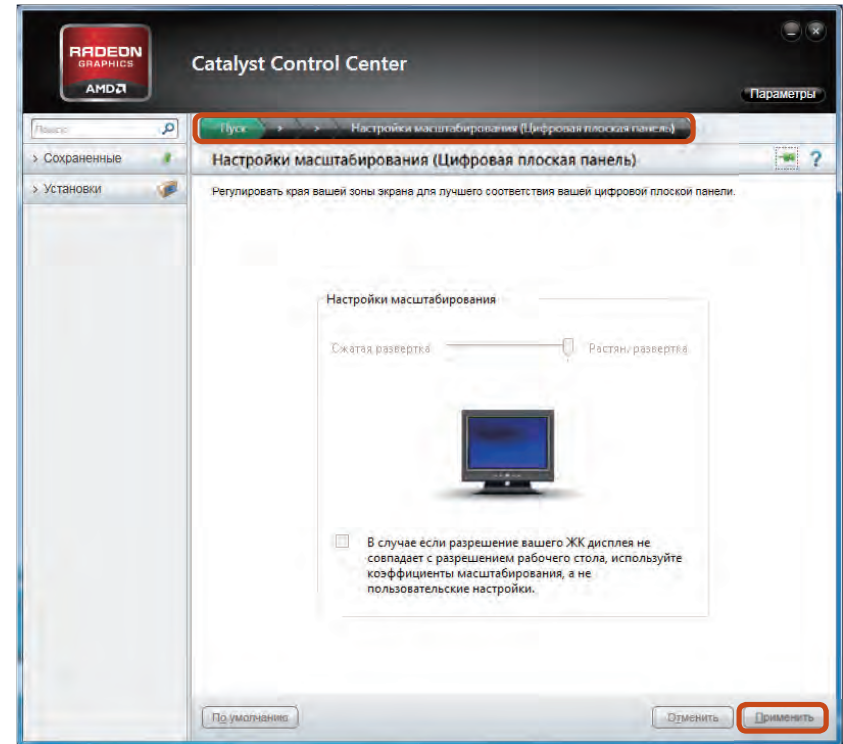 RADEON
GRAPHICS
AMD
Catalyst Control Center
Параметры
Поиск
Пуск > > Настройки масштабирования (Цифровая плоская панель)
> Сохраненные
Настройки масштабирования (Цифровая плоская панель)
?
> Установки
Регулировать края вашей зоны экрана для лучшего соответствия вашей цифровой плоской панели.
Настройки масштабирования
Сжатая развертка
Растян. развертка
В случае если разрешение вашего ЖК дисплея не
совпадает с разрешением рабочего стола, используйте
коэффициенты масштабирования, а не
пользовательские настройки.
По умолчанию
Отменить
Применить